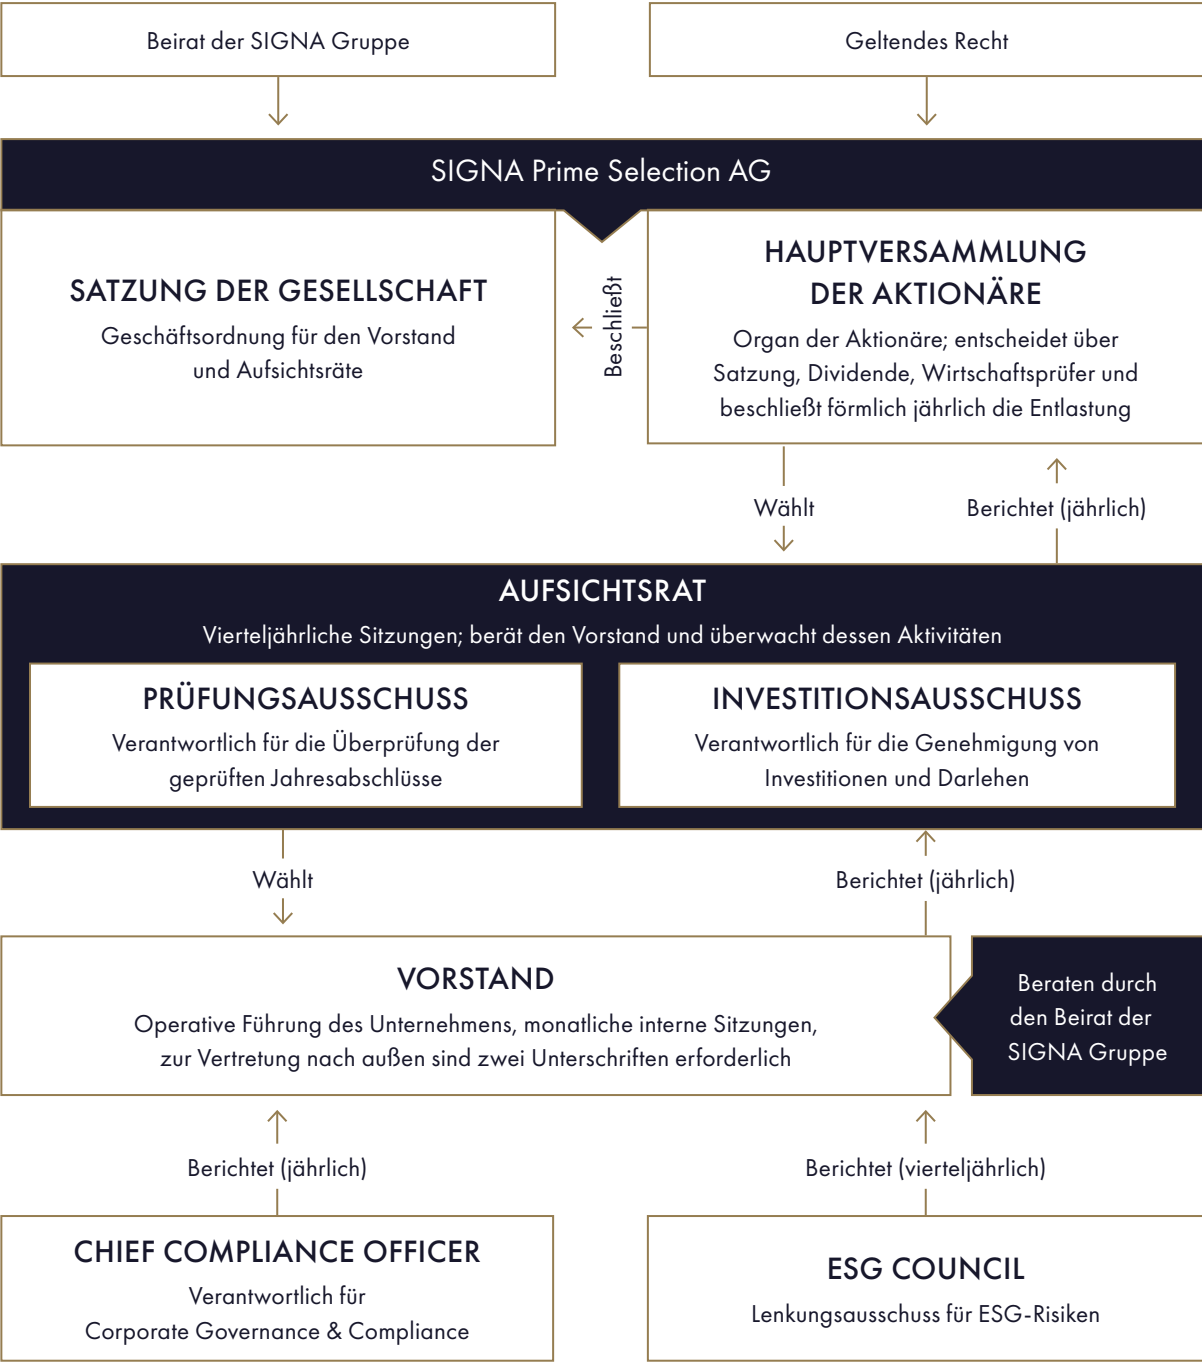 Beirat der SIGNA Gruppe
Geltendes Recht
SIGNA Prime Selection AG
SATZUNG DER GESELLSCHAFT
Geschäftsordnung für den Vorstand
und Aufsichtsräte
Beschließt
HAUPTVERSAMMLUNG
DER AKTIONÄRE
Organ der Aktionäre; entscheidet über
Satzung, Dividende, Wirtschaftsprüfer und
beschließt förmlich jährlich die Entlastung
Wählt
Berichtet (jährlich)
AUFSICHTSRAT
Vierteljährliche Sitzungen; berät den Vorstand und überwacht dessen Aktivitäten
PRÜFUNGSAUSSCHUSS
Verantwortlich für die Überprüfung der
geprüften Jahresabschlüsse
INVESTITIONSAUSSCHUSS
Verantwortlich für die Genehmigung von
Investitionen und Darlehen
Wählt
Berichtet (jährlich)
VORSTAND
Operative Führung des Unternehmens, monatliche interne Sitzungen,
zur Vertretung nach außen sind zwei Unterschriften erforderlich
Beraten durch
den Beirat der
SIGNA Gruppe
Berichtet (jährlich)
Berichtet (vierteljährlich)
CHIEF COMPLIANCE OFFICER
Verantwortlich für
Corporate Governance & Compliance
ESG COUNCIL
Lenkungsausschuss für ESG-Risiken